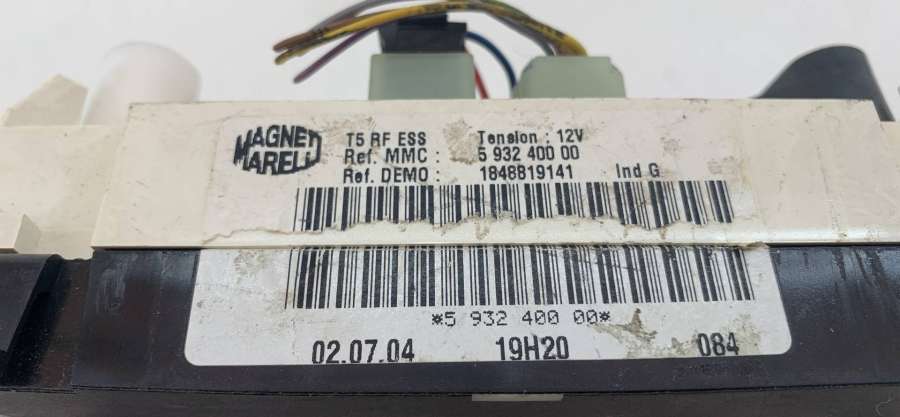 MAGNETI MARELLI
T5 RF ESS Tension : 12V
Ref. MMC : 5 932 400 00
Ref. DEMO : 1848819141 Ind G
*5 932 400 00*
02.07.04 19H20 084